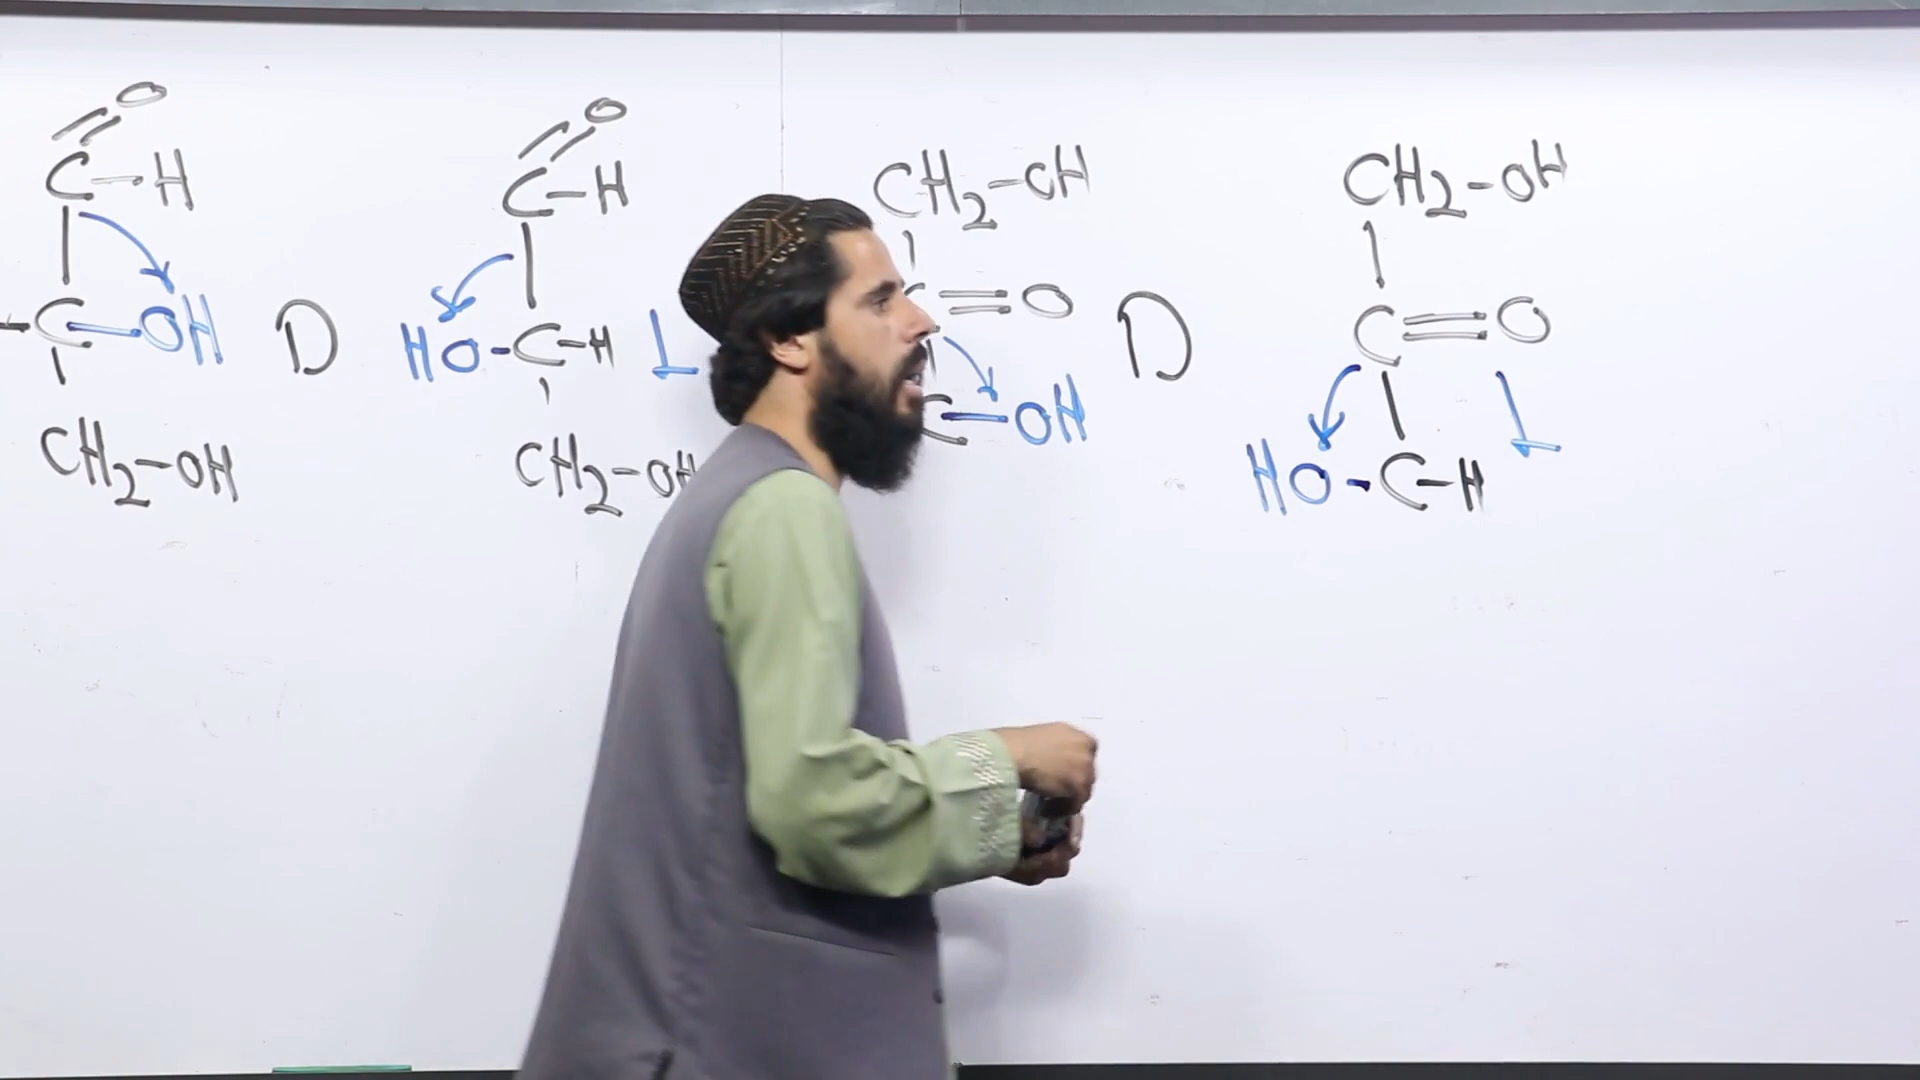 O
C-H
-C-OH D
CH2-OH
O
C-H
HO-C-H L
CH2-OH
CH2-OH
C=O D
C-OH
CH2-OH
C=O
L
HO-C-H